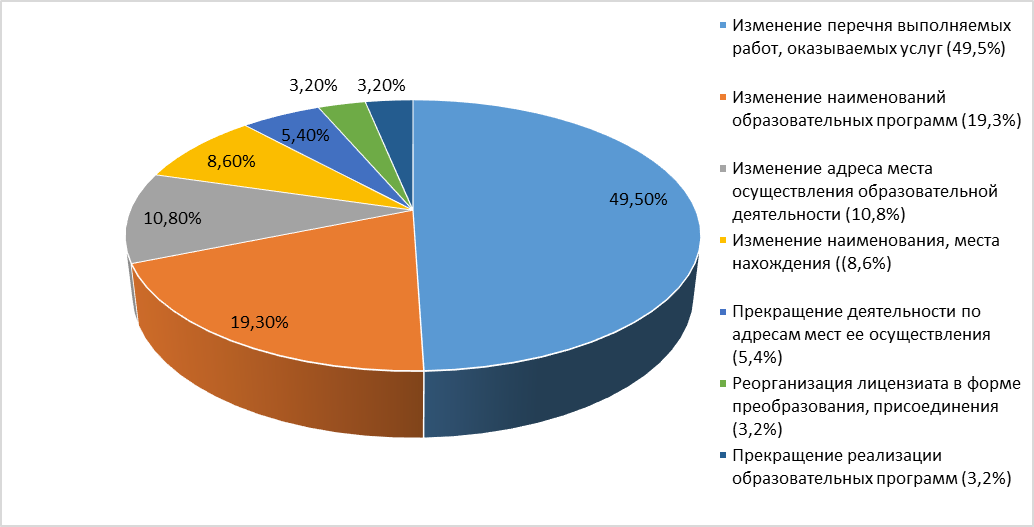 3,20%
3,20%
5,40%
8,60%
10,80%
49,50%
19,30%
Изменение перечня выполняемых
работ, оказываемых услуг (49,5%)
Изменение наименований
образовательных программ (19,3%)
Изменение адреса места
осуществления образовательной
деятельности (10,8%)
Изменение наименования, места
нахождения ((8,6%)
Прекращение деятельности по
адресам мест ее осуществления
(5,4%)
Реорганизация лицензиата в форме
преобразования, присоединения
(3,2%)
Прекращение реализации
образовательных программ (3,2%)